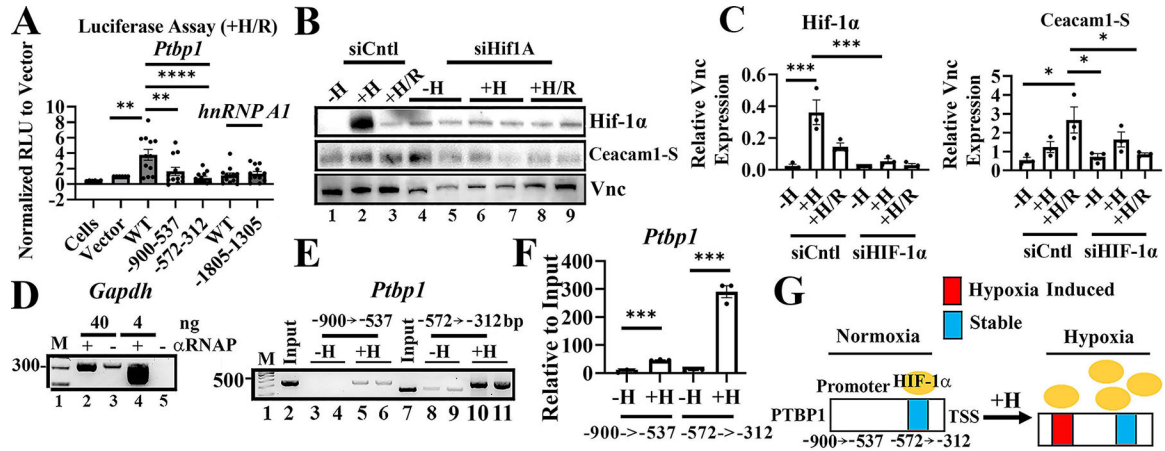 A
Luciferase Assay (+H/R)
Ptbp1
****
****
**
**
hnRNP A1
Normalized RLU to Vector
10
8
6
4
2
0
-2
Cells
Vector
WT
-900-537
-572-312
WT
-1805-1305
B
siCntl
siHif1A
-H
+H
+H/R
-H
+H
+H/R
Hif-1α
Ceacam1-S
Vnc
1 2 3 4 5 6 7 8 9
C
Hif-1α
***
***
Relative Vnc
Expression
0.6
0.4
0.2
0.0
-H
+H
+H/R
-H
+H
+H/R
siCntl
siHIF-1α
Ceacam1-S
*
*
*
Relative Vnc
Expression
6
4
2
0
-H
+H
+H/R
-H
+H
+H/R
siCntl
siHIF-1α
D
Gapdh
40 4 ng
M + - + - αRNAP
300
1 2 3 4 5
E
Ptbp1
-900→-537
-572→-312bp
M
Input
-H
+H
Input
-H
+H
500
1 2 3 4 5 6 7 8 9 10 11
F
Ptbp1
***
***
Relative to Input
400
300
200
100
0
-H
+H
-H
+H
-900->-537
-572->-312
G
Hypoxia Induced
Stable
Normoxia
Hypoxia
Promoter
HIF-1α
PTBP1
TSS
+H
-900→-537
-572→-312